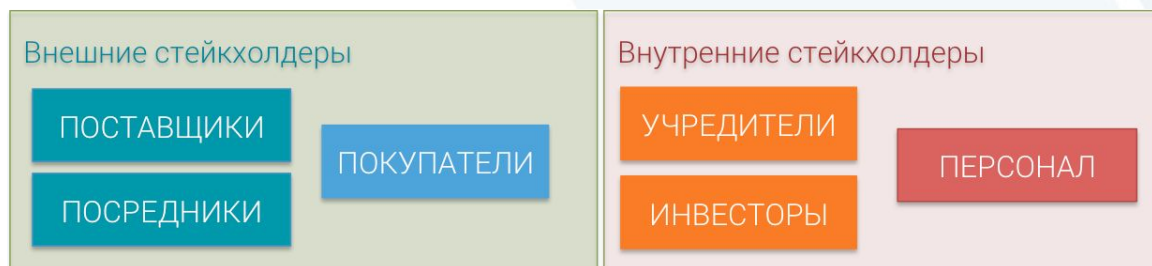 Внешние стейкхолдеры
ПОСТАВЩИКИ
ПОСРЕДНИКИ
ПОКУПАТЕЛИ
Внутренние стейкхолдеры
УЧРЕДИТЕЛИ
ИНВЕСТОРЫ
ПЕРСОНАЛ